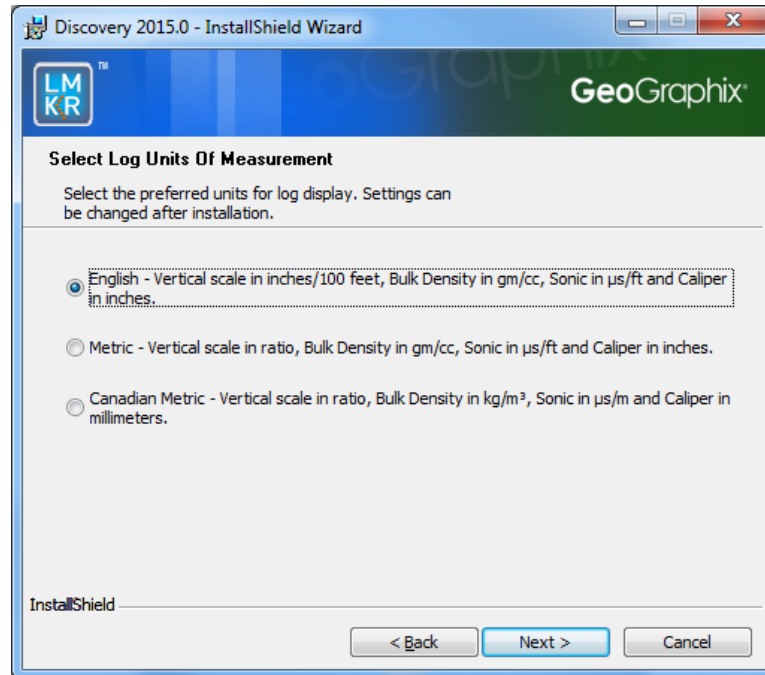 Discovery 2015.0 - InstallShield Wizard
LM
KR
TM
GeoGraphix
GeoGraphix
Select Log Units Of Measurement
Select the preferred units for log display. Settings can
be changed after installation.
English - Vertical scale in inches/100 feet, Bulk Density in gm/cc, Sonic in µs/ft and Caliper
in inches.
Metric - Vertical scale in ratio, Bulk Density in gm/cc, Sonic in µs/ft and Caliper in inches.
Canadian Metric - Vertical scale in ratio, Bulk Density in kg/m³, Sonic in µs/m and Caliper in
millimeters.
InstallShield
< Back
Next >
Cancel